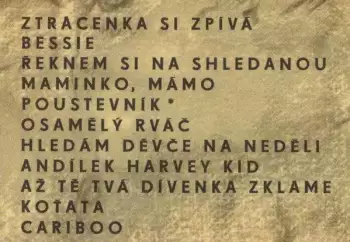 ZTRACENKA SI ZPÍVÁ
BESSIE
ŘEKNEM SI NA SHLEDANOU
MAMINKO, MÁMO
POUSTEVNÍK*
OSAMĚLÝ RVÁČ
HLEDÁM DĚVČE NA NEDĚLI
ANDÍLEK HARVEY KID
AŽ TĚ TVÁ DÍVENKA ZKLAME
KOŤATA
CARIBOO